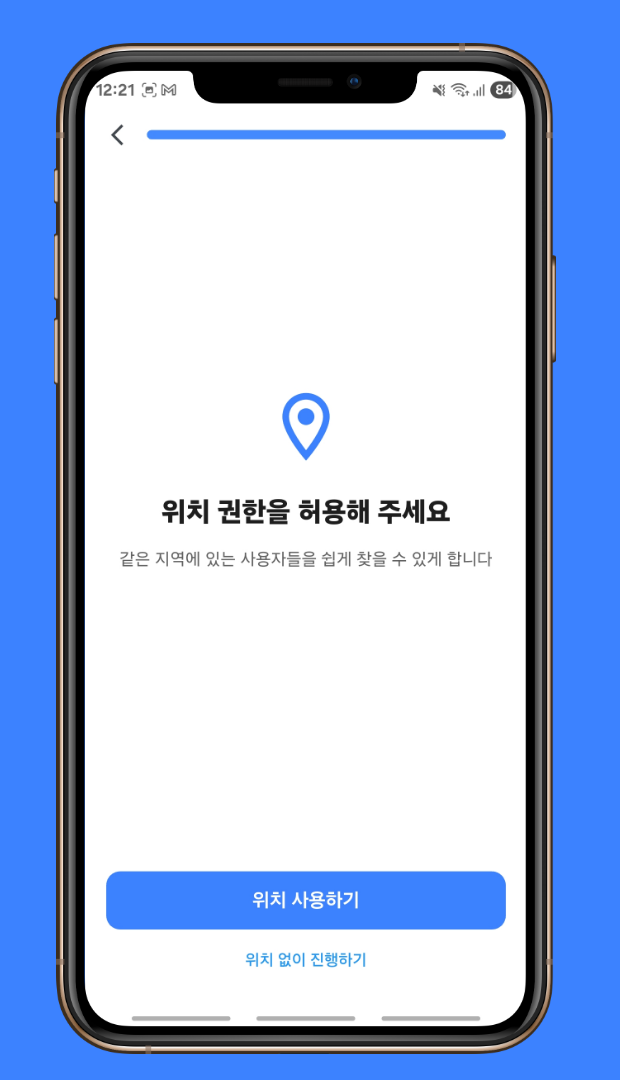 12:21
84
위치 권한을 허용해 주세요
같은 지역에 있는 사용자들을 쉽게 찾을 수 있게 합니다
위치 사용하기
위치 없이 진행하기